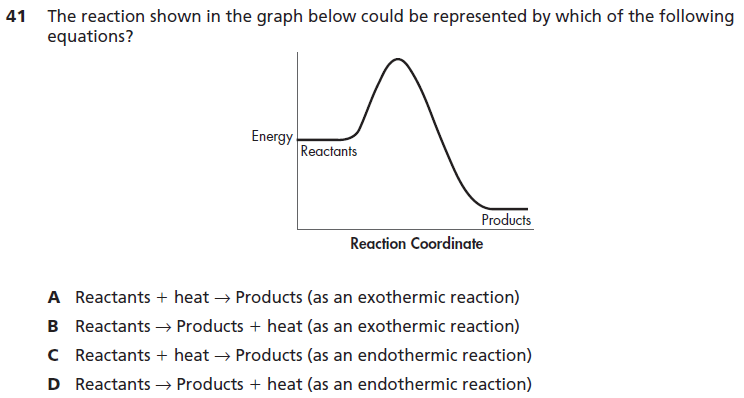 41 The reaction shown in the graph below could be represented by which of the following
equations?
Energy
Reactants
Products
Reaction Coordinate
A Reactants + heat → Products (as an exothermic reaction)
B Reactants → Products + heat (as an exothermic reaction)
C Reactants + heat → Products (as an endothermic reaction)
D Reactants → Products + heat (as an endothermic reaction)